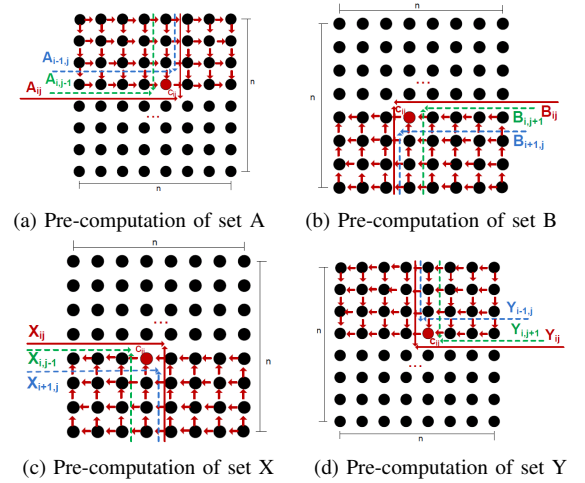 n
n
A_{i-1,j}
A_{i,j-1}
A_{ij}
C_{ij}
...
n
(a) Pre-computation of set A
n
n
...
C_{ij}
B_{ij}
B_{i,j+1}
B_{i+1,j}
(b) Pre-computation of set B
n
n
...
X_{ij}
C_{ij}
X_{i,j-1}
X_{i+1,j}
(c) Pre-computation of set X
n
n
Y_{i-1,j}
Y_{i,j+1}
Y_{ij}
C_{ij}
...
(d) Pre-computation of set Y